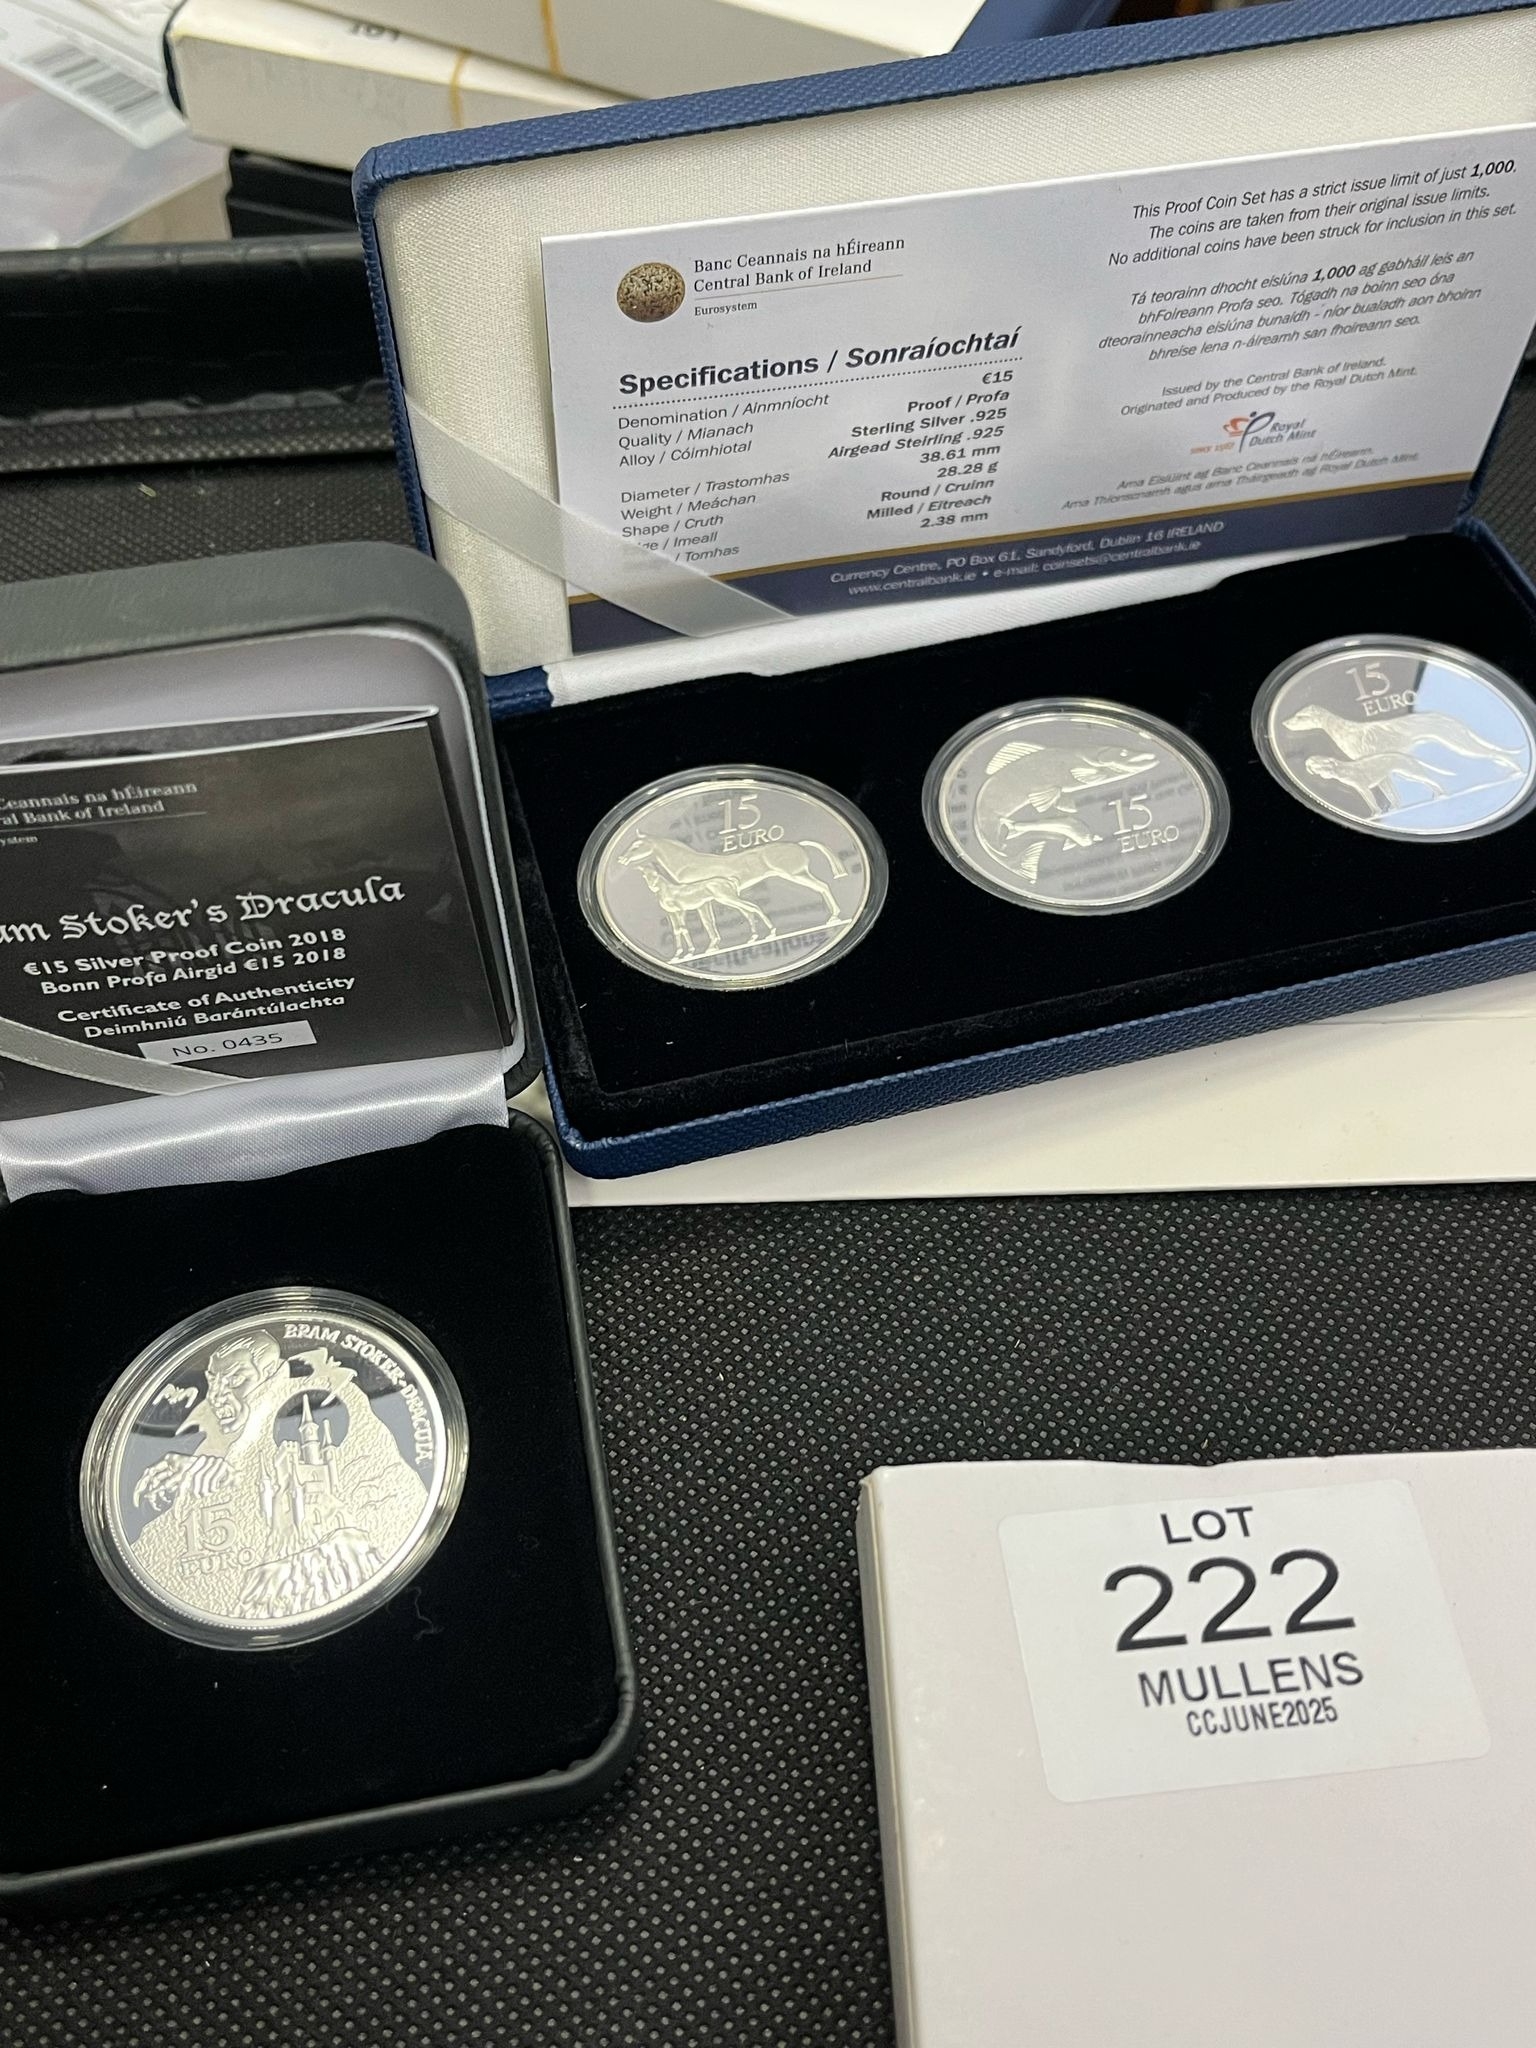 Banc Ceannais na hÉireann
Central Bank of Ireland
Eurosystem
Specifications / Sonraíochtaí
Denomination / Ainmníocht €15
Quality / Mianach Proof / Profa
Alloy / Cóimhiotal Sterling Silver .925
Airgead Steirling .925
Diameter / Trastomhas 38.61 mm
Weight / Meáchan 28.28 g
Shape / Cruth Round / Cruinn
/ Imeall Milled / Eitreach
/ Tomhas 2.38 mm
This Proof Coin Set has a strict issue limit of just 1,000.
The coins are taken from their original issue limits.
No additional coins have been struck for inclusion in this set.
Tá teorainn dhocht eisiúna 1,000 ag gabháil leis an
bhFoireann Profa seo. Tógadh na boinn seo óna
dteorainneacha eisiúna bunaidh - níor bualadh aon bhoinn
bhreise lena n-áireamh san fhoireann seo.
Issued by the Central Bank of Ireland.
Originated and Produced by the Royal Dutch Mint.
SINCE 1567 Royal
Dutch Mint
Arna Eisiúint ag Banc Ceannais na hÉireann.
Arna Thionscnamh agus arna Tháirgeadh ag Royal Dutch Mint.
Currency Centre, PO Box 61, Sandyford, Dublin 16 IRELAND
www.centralbank.ie • e-mail: coinsets@centralbank.ie
15
EURO
15
EURO
15
EURO
Ceannais na hÉireann
Bank of Ireland
Stoker's Dracula
€15 Silver Proof Coin 2018
Bonn Profa Airgid €15 2018
Certificate of Authenticity
Deimhniú Barántúlachta
No. 0435
BRAM STOKER·DRACULA
15
EURO
LOT
222
MULLENS
CCJUNE2025